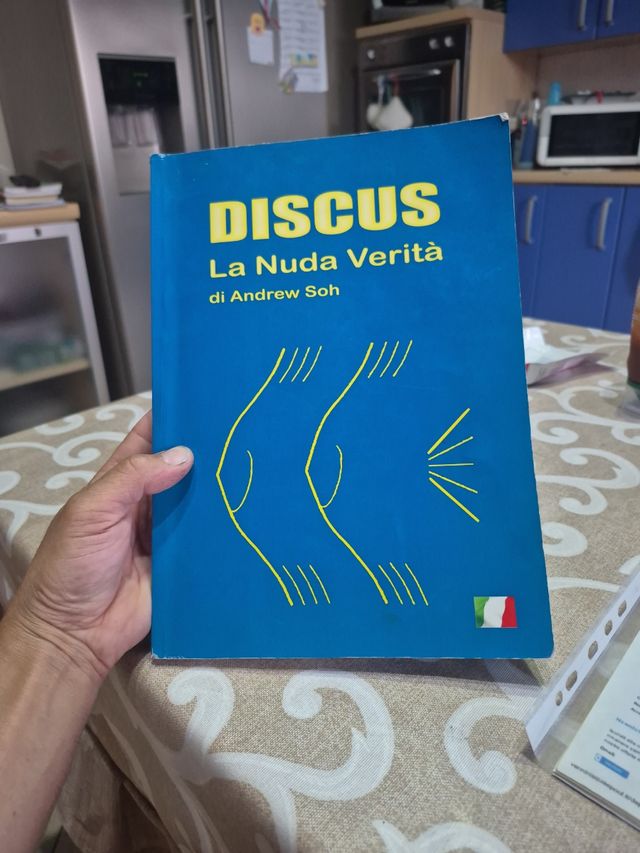 DISCUS
La Nuda Verità
di Andrew Soh